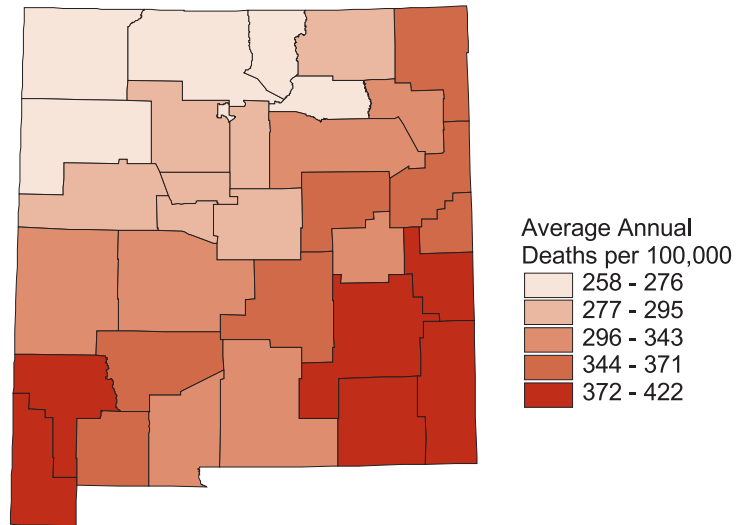 Average Annual
Deaths per 100,000
258 - 276
277 - 295
296 - 343
344 - 371
372 - 422